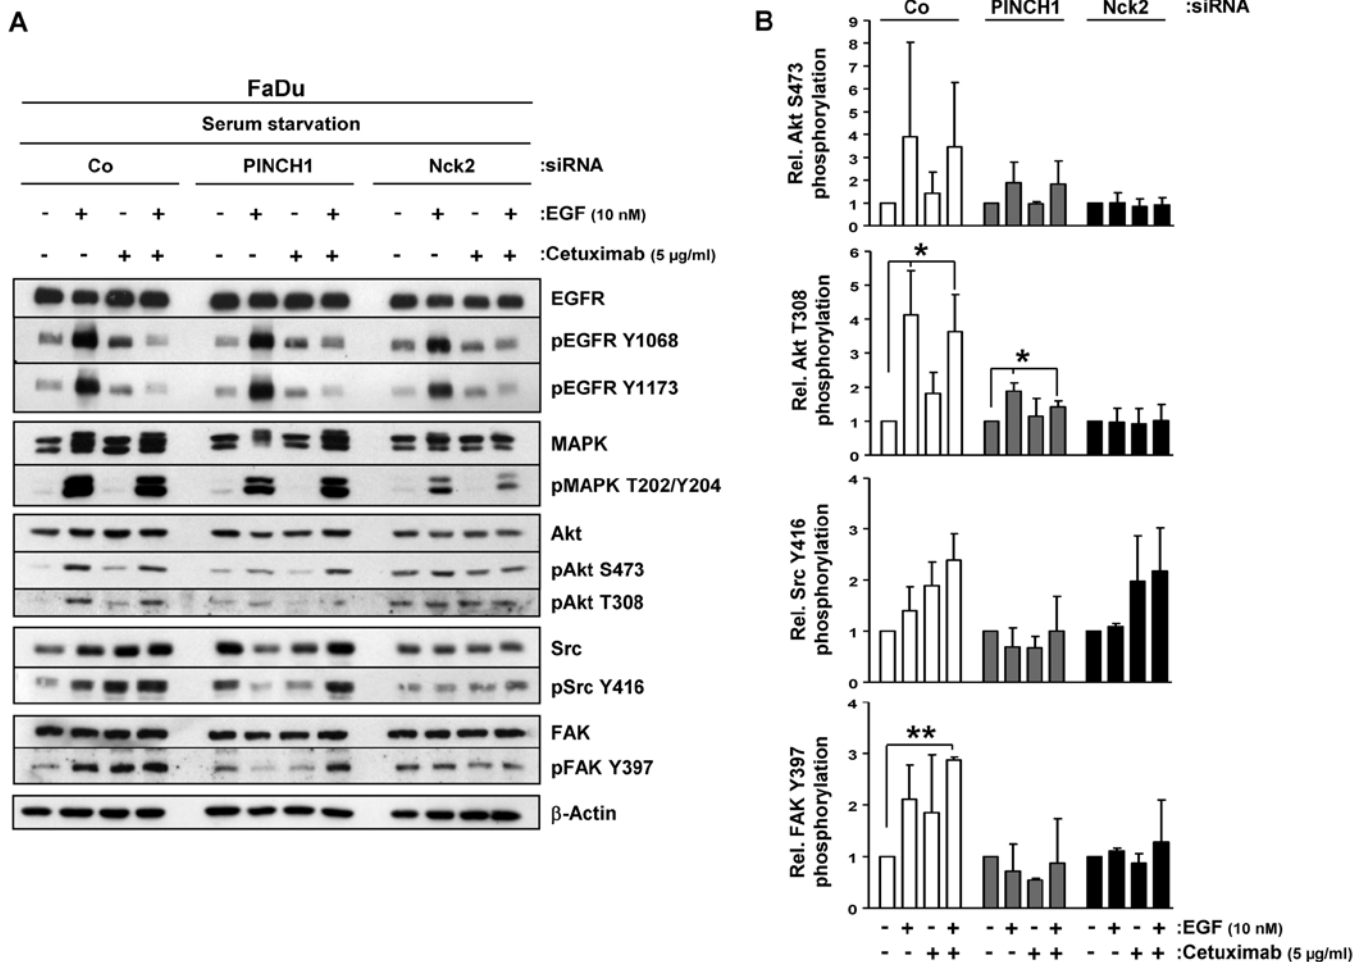 A
FaDu
Serum starvation
Co PINCH1 Nck2 :siRNA
- + - + - + - + - + - + :EGF (10 nM)
- - + + - - + + - - + + :Cetuximab (5 µg/ml)
EGFR
pEGFR Y1068
pEGFR Y1173
MAPK
pMAPK T202/Y204
Akt
pAkt S473
pAkt T308
Src
pSrc Y416
FAK
pFAK Y397
β-Actin
B
Co PINCH1 Nck2 :siRNA
Rel. Akt S473
phosphorylation
9
8
7
6
5
4
3
2
1
0
Rel. Akt T308
phosphorylation
6
5
4
3
2
1
0
*
*
Rel. Src Y416
phosphorylation
4
3
2
1
0
Rel. FAK Y397
phosphorylation
4
3
2
1
0
**
- + - + - + - + - + - + :EGF (10 nM)
- - + + - - + + - - + + :Cetuximab (5 µg/ml)